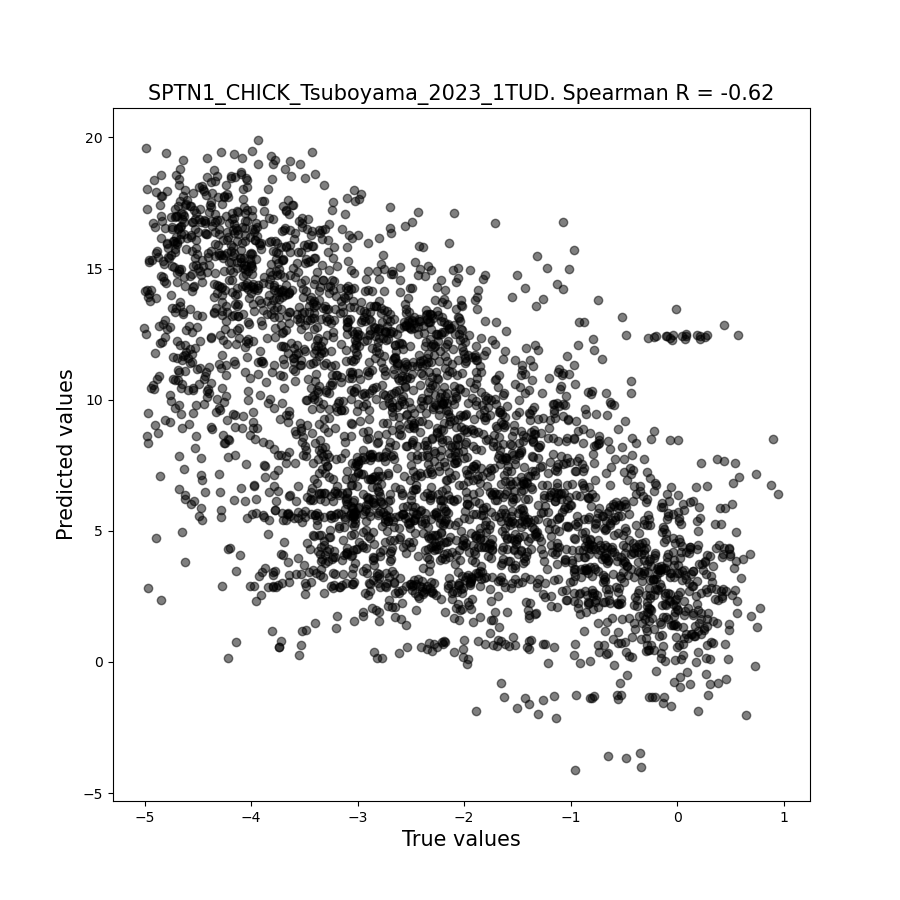 SPTN1_CHICK_Tsuboyama_2023_1TUD. Spearman R = -0.62
20
15
10
5
0
−5
Predicted values
−5 −4 −3 −2 −1 0 1
True values